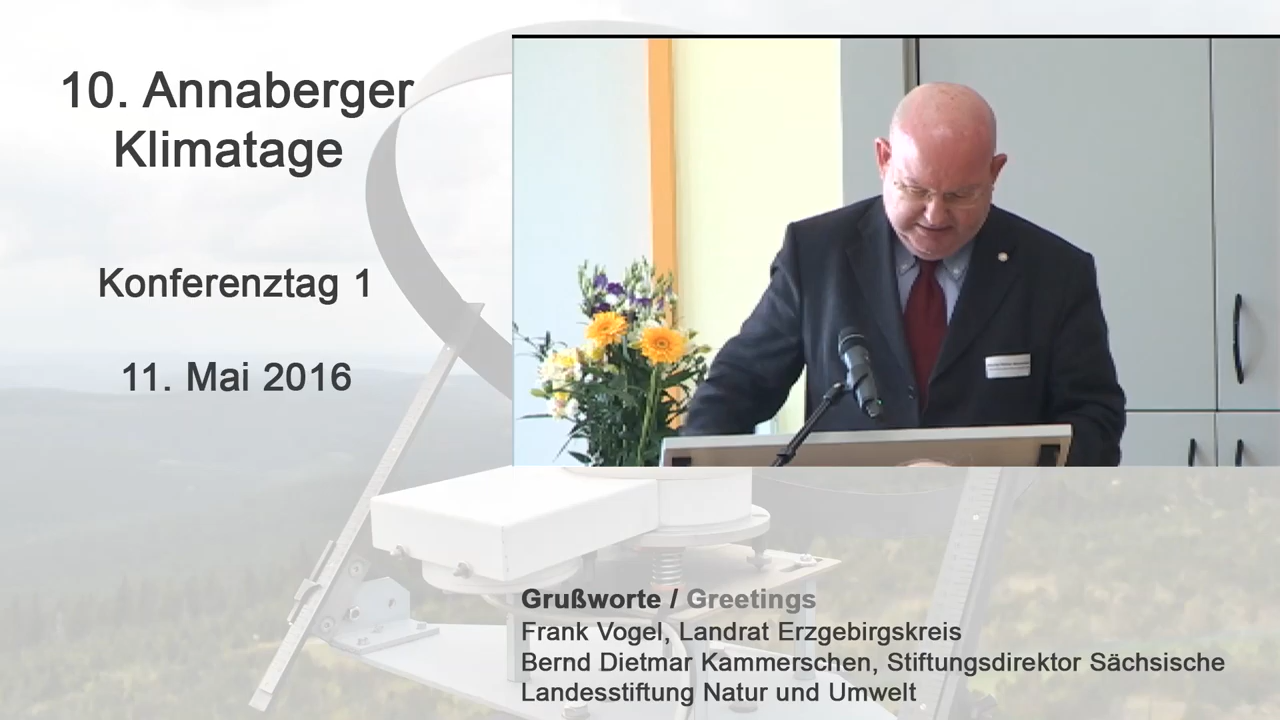 10. Annaberger
Klimatage
Konferenztag 1
11. Mai 2016
Grußworte / Greetings
Frank Vogel, Landrat Erzgebirgskreis
Bernd Dietmar Kammerschen, Stiftungsdirektor Sächsische
Landesstiftung Natur und Umwelt